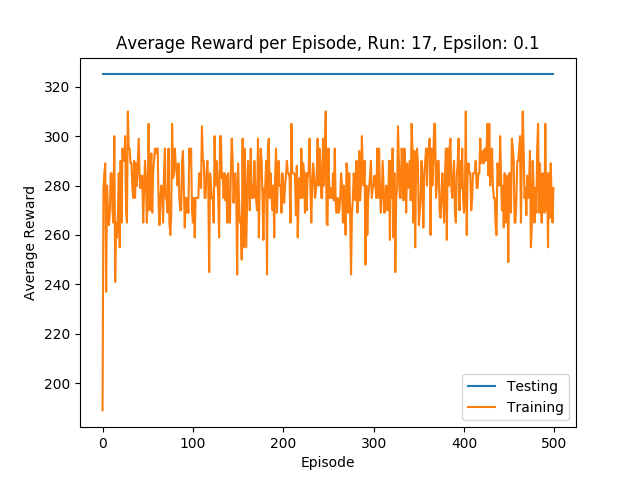 Average Reward per Episode, Run: 17, Epsilon: 0.1
Average Reward
320
300
280
260
240
220
200
0
100
200
300
400
500
Episode
Testing
Training